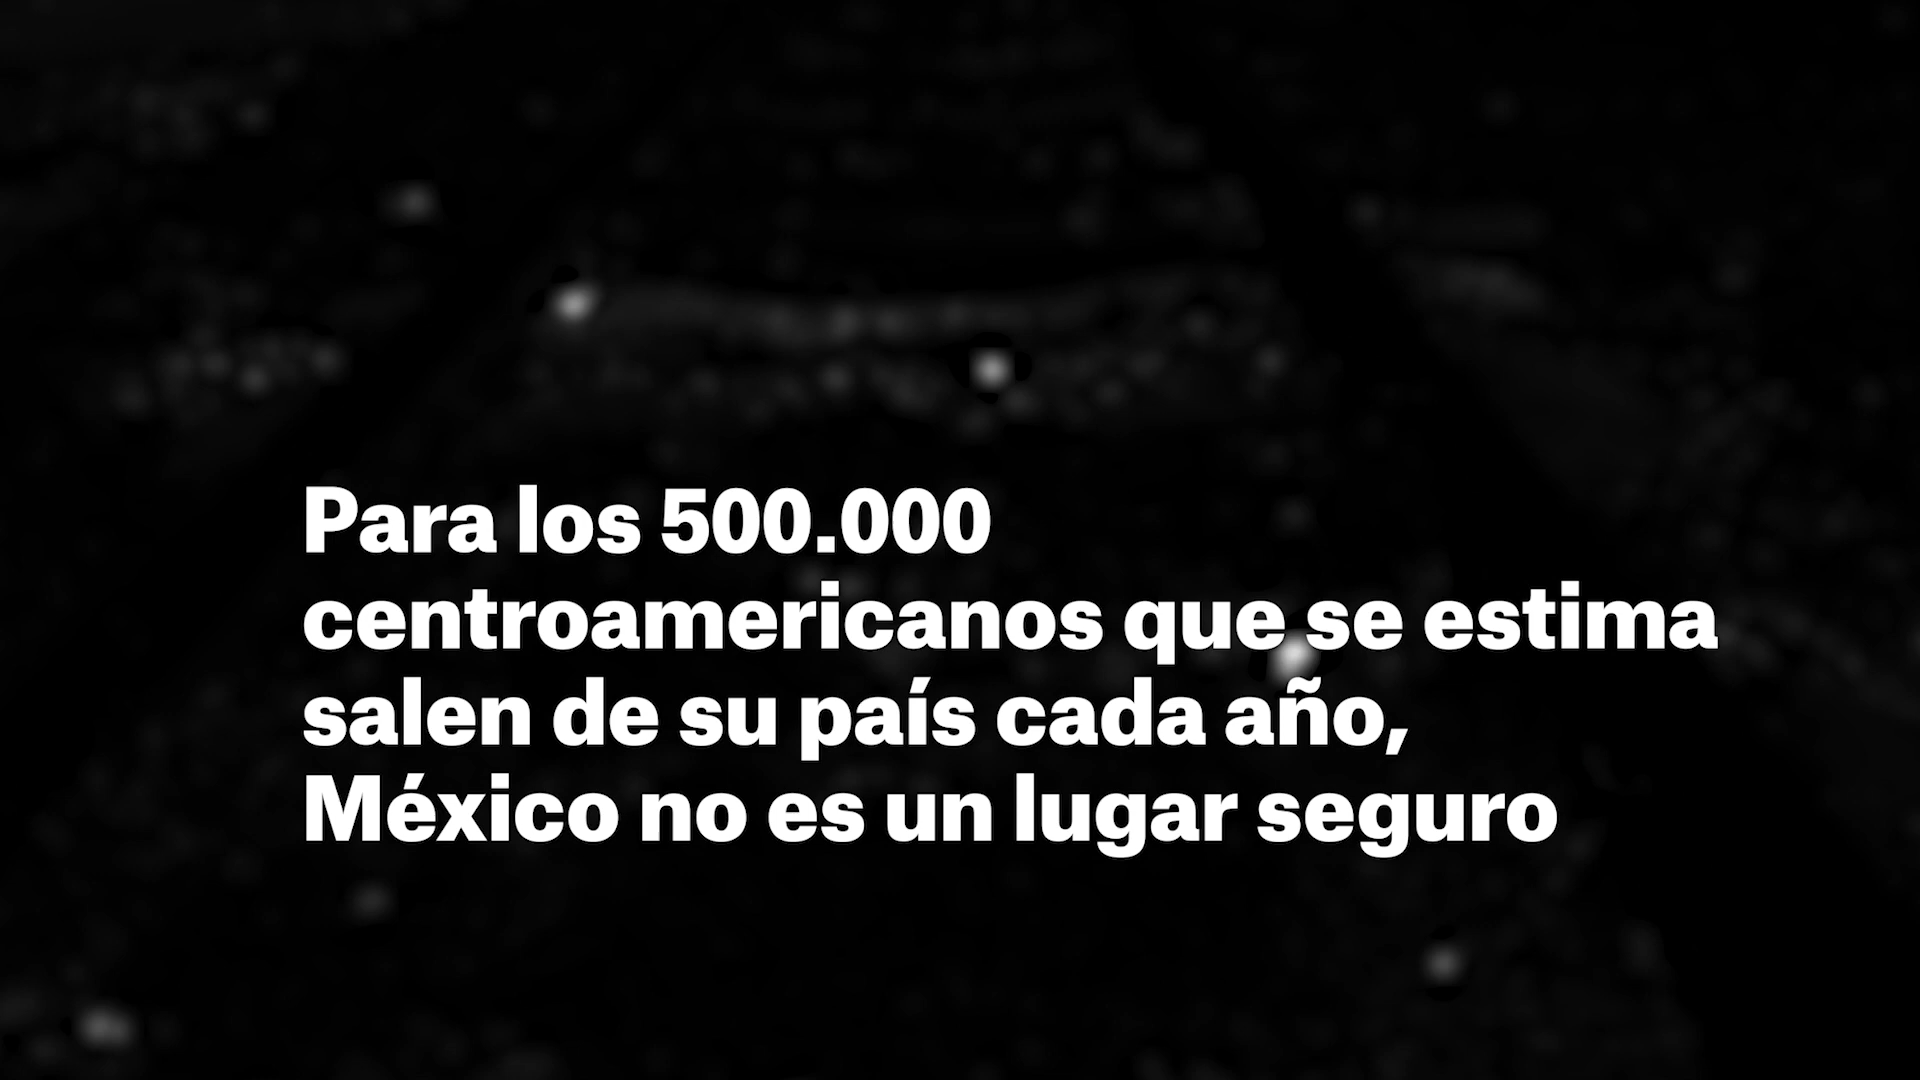 Para los 500.000
centroamericanos que se estima
salen de su país cada año,
México no es un lugar seguro